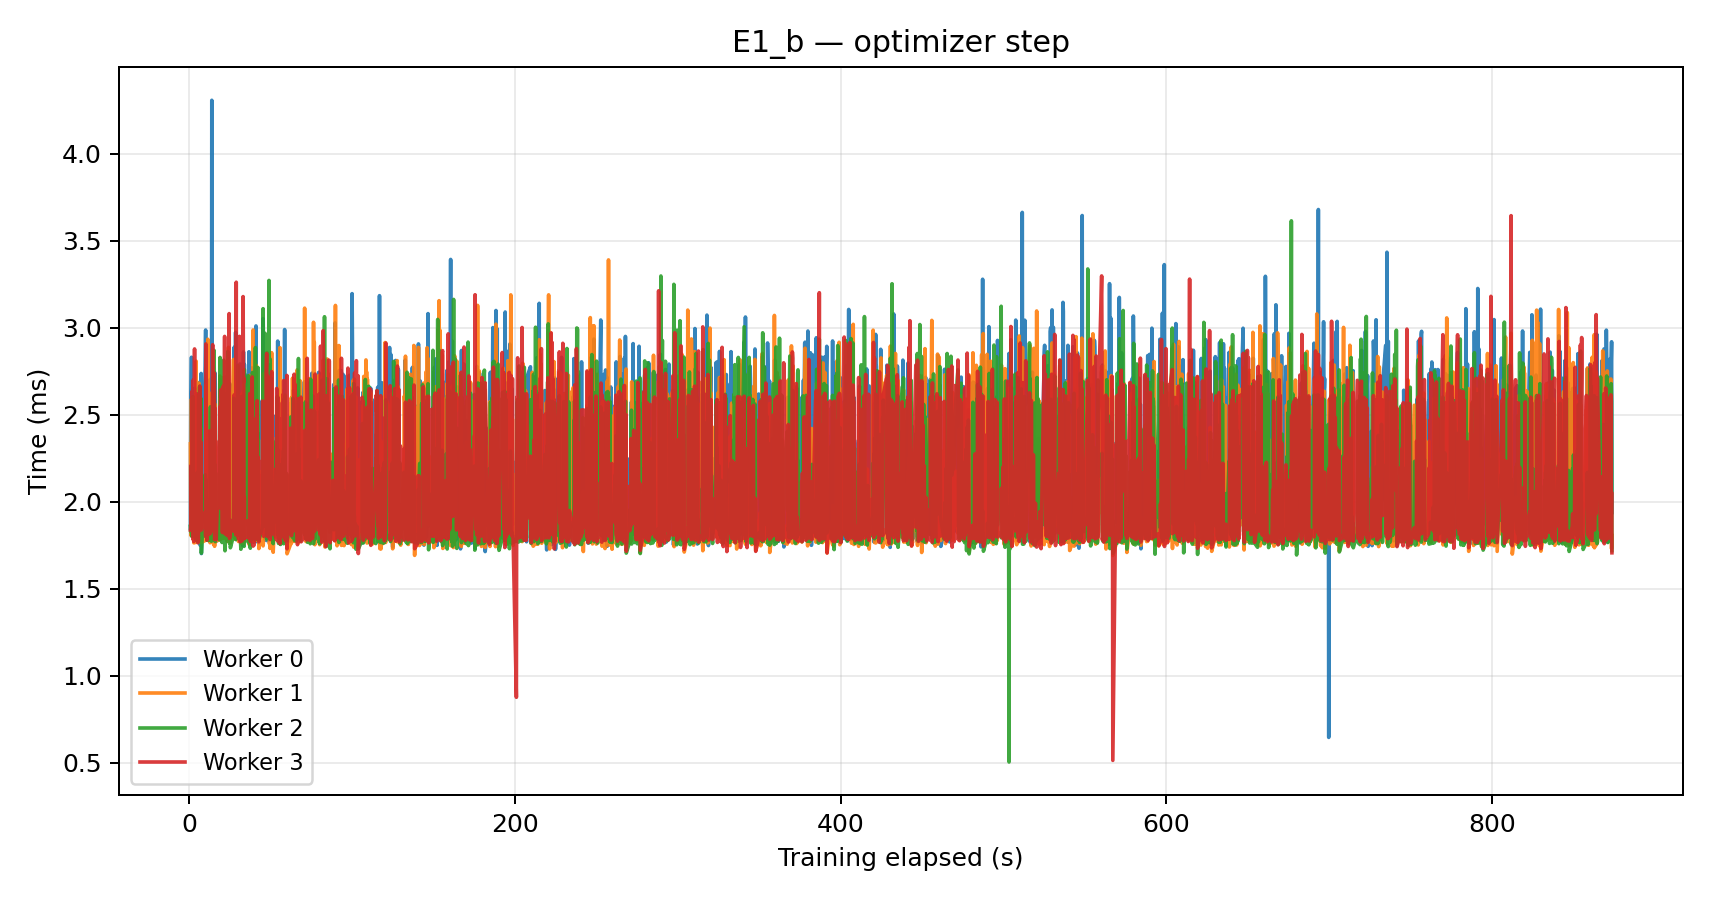 E1_b — optimizer step
Time (ms)
4.0
3.5
3.0
2.5
2.0
1.5
1.0
0.5
Worker 0
Worker 1
Worker 2
Worker 3
0 200 400 600 800
Training elapsed (s)